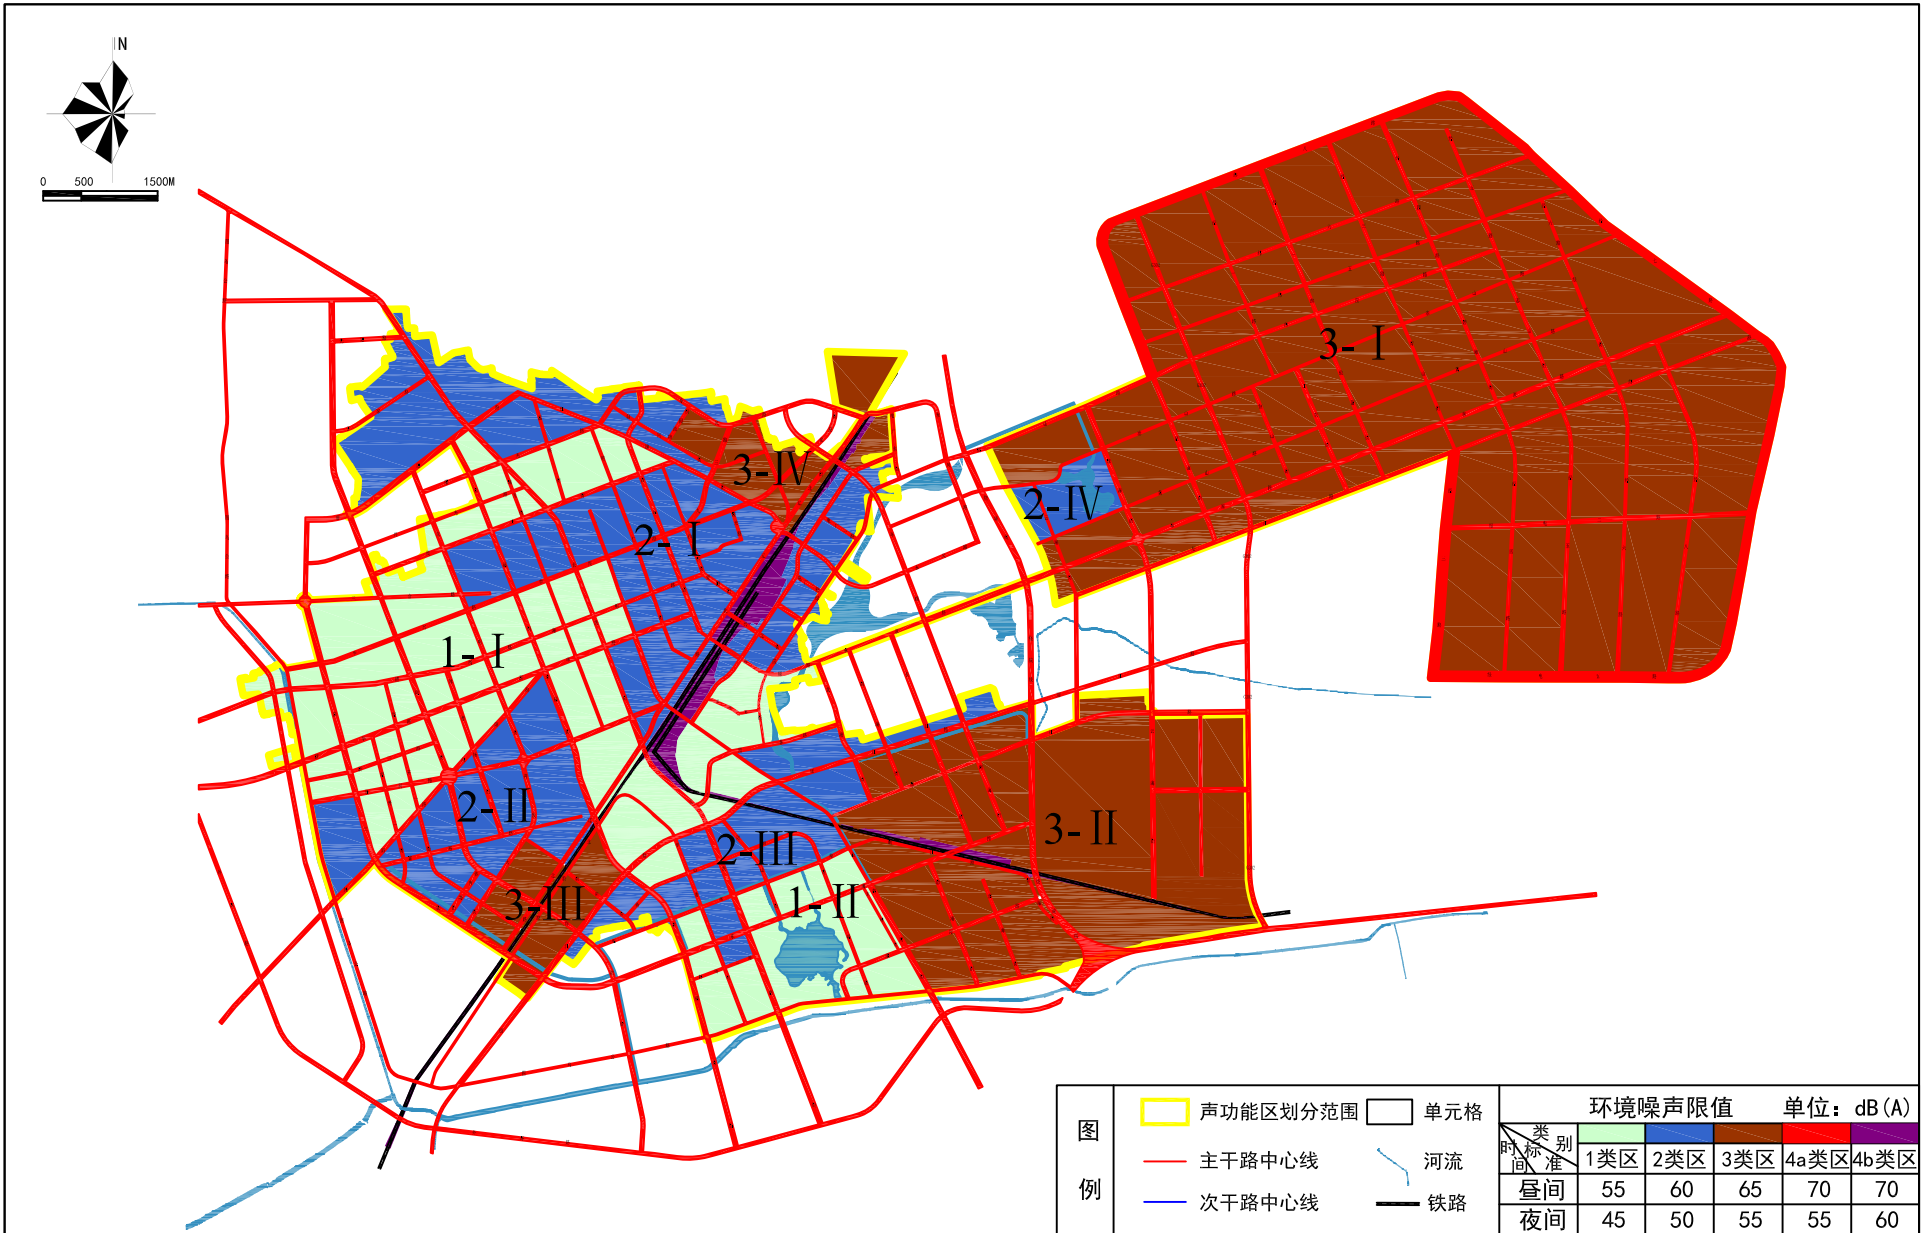 N
0 500 1500M
3-Ⅰ
3-Ⅳ
2-Ⅳ
2-Ⅰ
1-Ⅰ
2-Ⅱ
3-Ⅱ
2-Ⅲ
3-Ⅲ
1-Ⅱ
图例
声功能区划分范围 单元格
主干路中心线 河流
次干路中心线 铁路
环境噪声限值 单位：dB(A)
类别 标准 时间
1类区 2类区 3类区 4a类区 4b类区
昼间 55 60 65 70 70
夜间 45 50 55 55 60